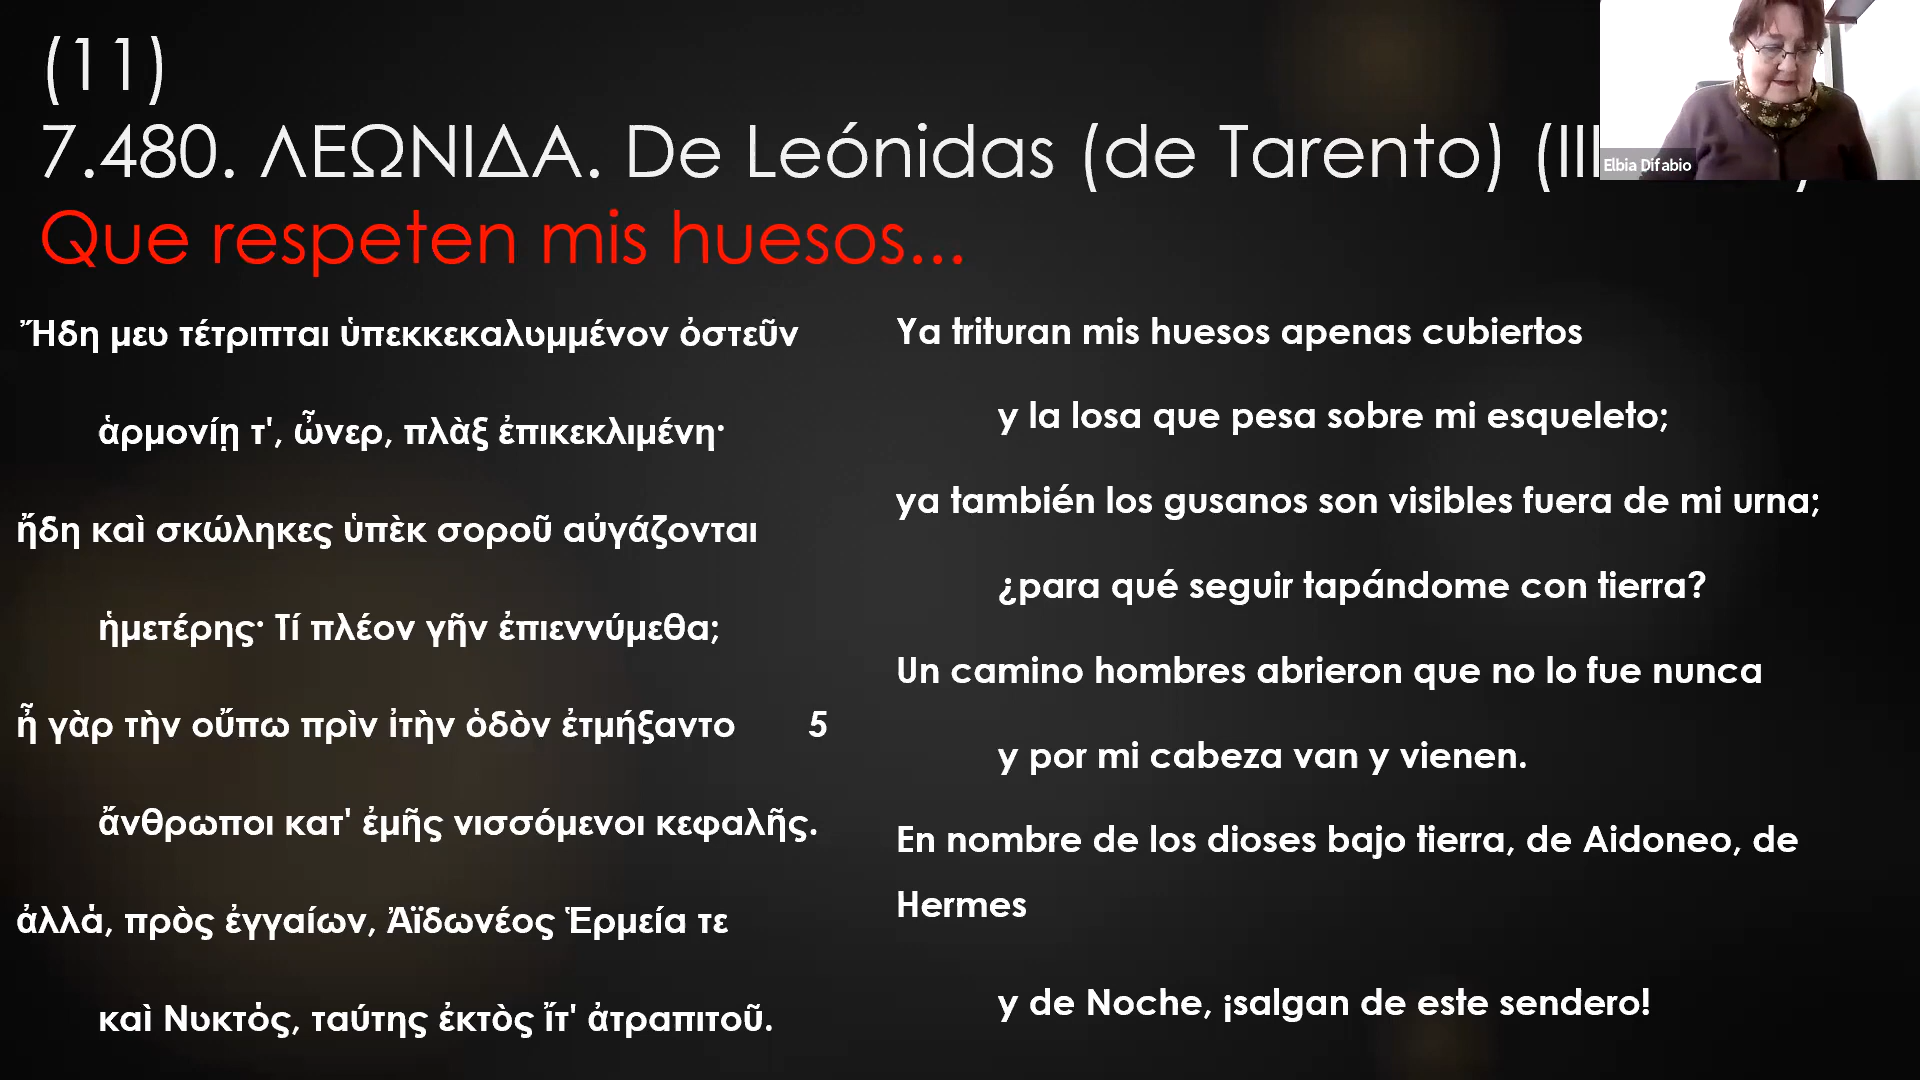 (11)
7.480. ΛΕΩΝΙΔΑ. De Leónidas (de Tarento)
Elbia Difabio
Que respeten mis huesos...
Ἤδη μευ τέτριπται ὑπεκκεκαλυμμένον ὀστεῦν
ἁρμονίῃ τ', ὦνερ, πλὰξ ἐπικεκλιμένη·
ἤδη καὶ σκώληκες ὑπὲκ σοροῦ αὐγάζονται
ἡμετέρης· Τί πλέον γῆν ἐπιεννύμεθα;
ἦ γὰρ τὴν οὔπω πρὶν ἰτὴν ὁδὸν ἐτμήξαντο 5
ἄνθρωποι κατ' ἐμῆς νισσόμενοι κεφαλῆς.
ἀλλά, πρὸς ἐγγαίων, Ἀϊδωνέος Ἑρμεία τε
καὶ Νυκτός, ταύτης ἐκτὸς ἴτ' ἀτραπιτοῦ.
Ya trituran mis huesos apenas cubiertos
y la losa que pesa sobre mi esqueleto;
ya también los gusanos son visibles fuera de mi urna;
¿para qué seguir tapándome con tierra?
Un camino hombres abrieron que no lo fue nunca
y por mi cabeza van y vienen.
En nombre de los dioses bajo tierra, de Aidoneo, de
Hermes
y de Noche, ¡salgan de este sendero!